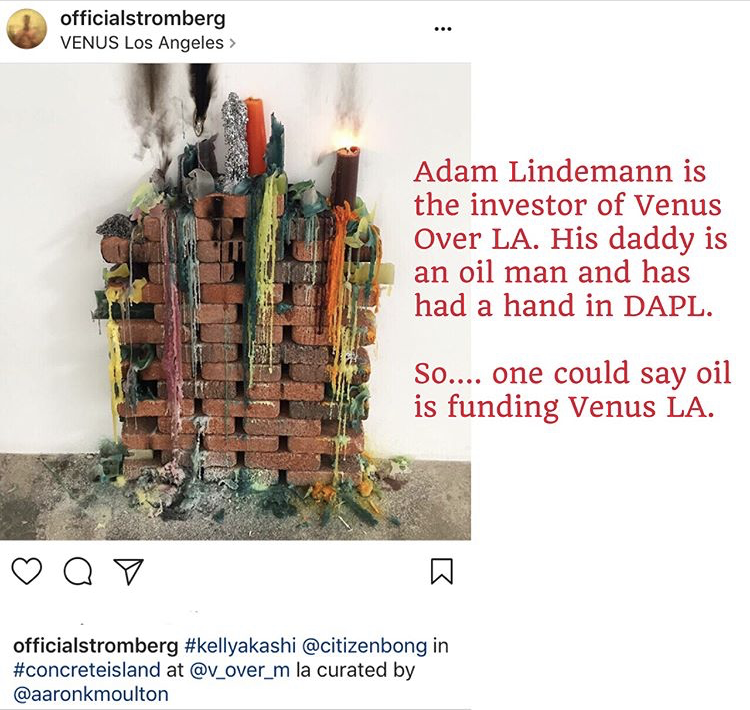 officialstromberg
VENUS Los Angeles >
Adam Lindemann is
the investor of Venus
Over LA. His daddy is
an oil man and has
had a hand in DAPL.
So.... one could say oil
is funding Venus LA.
officialstromberg #kellyakashi @citizenbong in
#concreteisland at @v_over_m la curated by
@aaronkmoulton